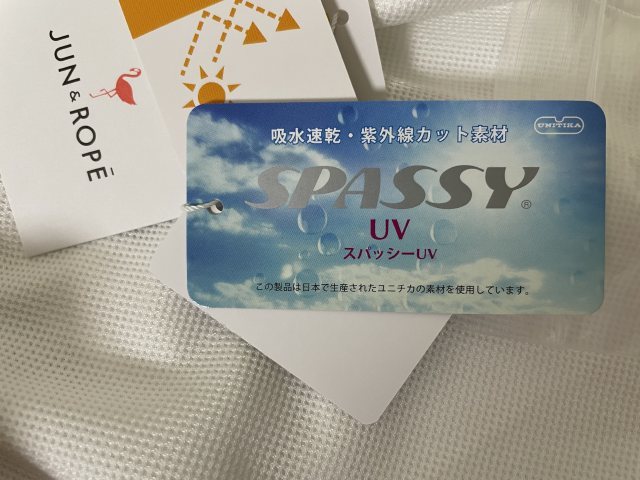 JUN & ROPÉ
吸水速乾・紫外線カット素材
UNITIKA
SPASSY®
UV
スパッシーUV
この製品は日本で生産されたユニチカの素材を使用しています。